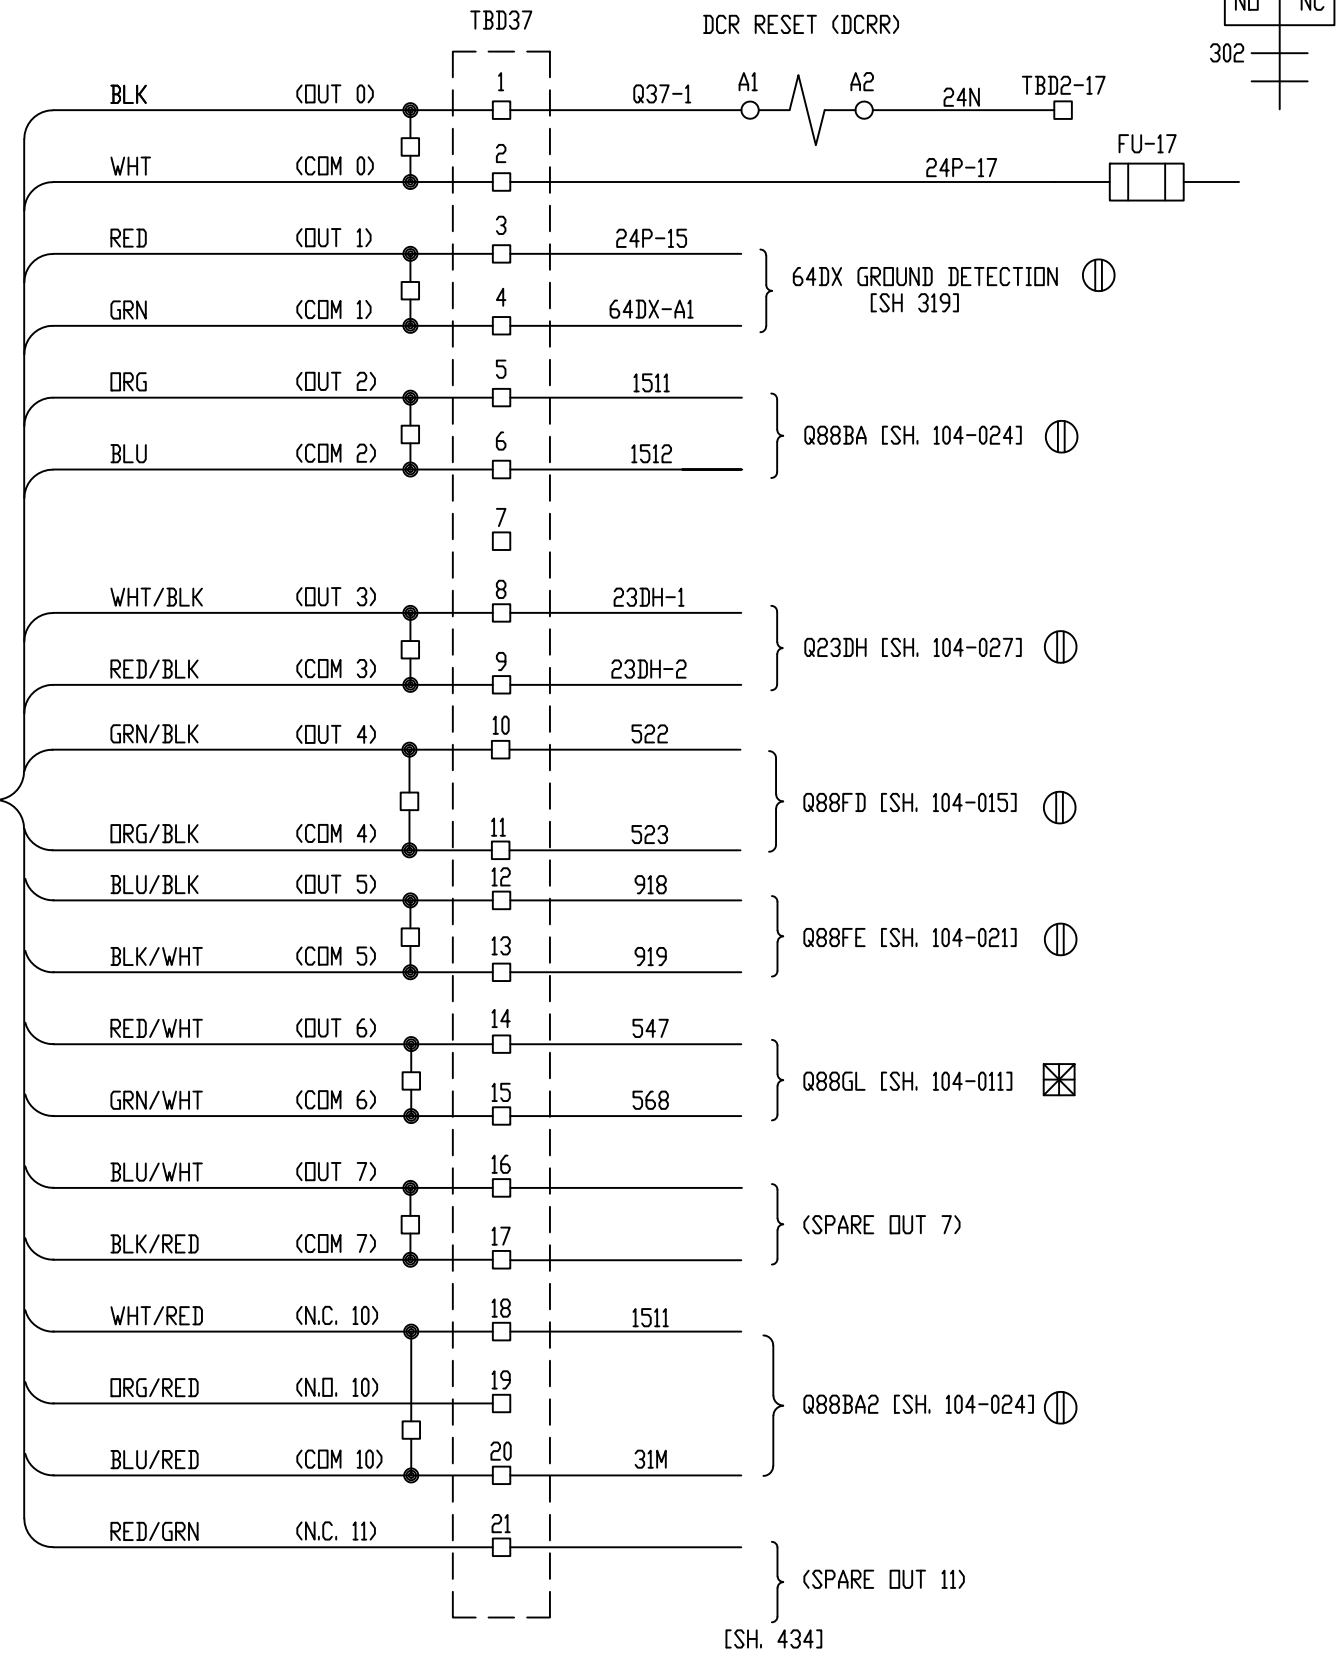 NO NC
TBD37 DCR RESET (DCRR)
302
BLK (OUT 0) 1 Q37-1 A1 A2 24N TBD2-17
WHT (COM 0) 2 24P-17 FU-17
RED (OUT 1) 3 24P-15
64DX GROUND DETECTION
[SH 319]
GRN (COM 1) 4 64DX-A1
ORG (OUT 2) 5 1511
Q88BA [SH. 104-024]
BLU (COM 2) 6 1512
7
WHT/BLK (OUT 3) 8 23DH-1
Q23DH [SH. 104-027]
RED/BLK (COM 3) 9 23DH-2
GRN/BLK (OUT 4) 10 522
Q88FD [SH. 104-015]
ORG/BLK (COM 4) 11 523
BLU/BLK (OUT 5) 12 918
Q88FE [SH. 104-021]
BLK/WHT (COM 5) 13 919
RED/WHT (OUT 6) 14 547
Q88GL [SH. 104-011]
GRN/WHT (COM 6) 15 568
BLU/WHT (OUT 7) 16
(SPARE OUT 7)
BLK/RED (COM 7) 17
WHT/RED (N.C. 10) 18 1511
ORG/RED (N.O. 10) 19
Q88BA2 [SH. 104-024]
BLU/RED (COM 10) 20 31M
RED/GRN (N.C. 11) 21
(SPARE OUT 11)
[SH. 434]